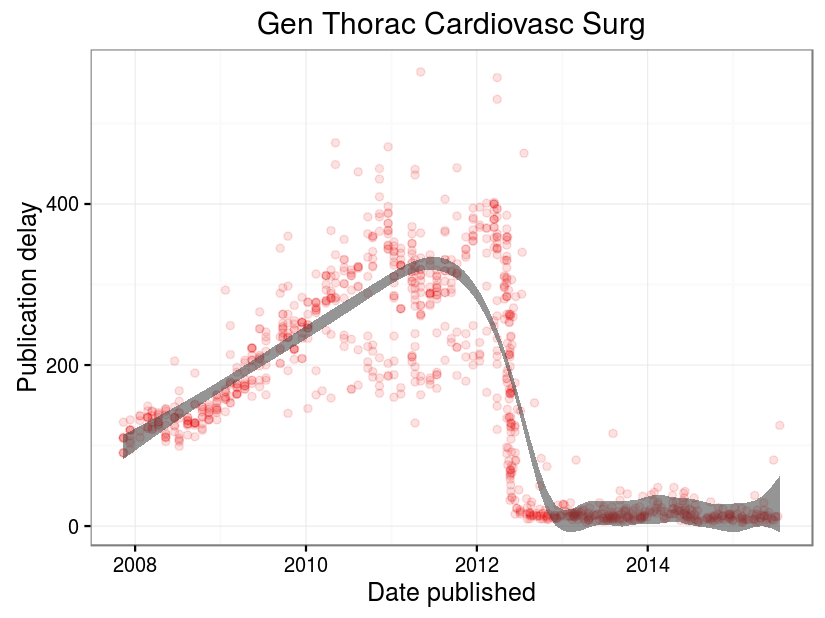 Gen Thorac Cardiovasc Surg
Publication delay
400
200
0
2008
2010
2012
2014
Date published